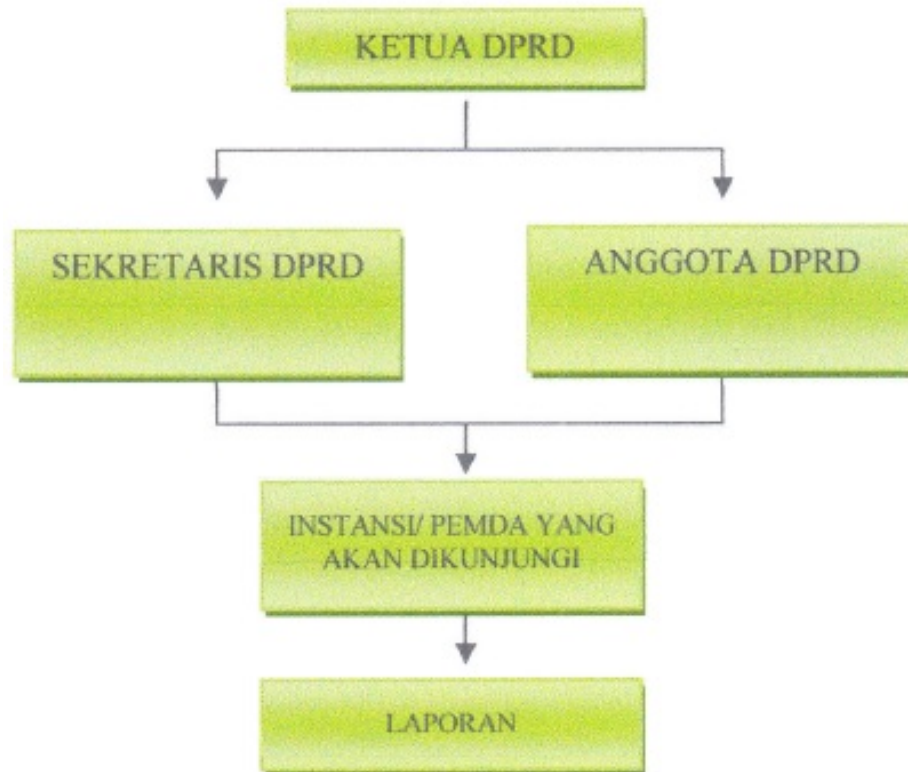 KETUA DPRD
SEKRETARIS DPRD
ANGGOTA DPRD
INSTANSI/ PEMDA YANG
AKAN DIKUNJUNGI
LAPORAN